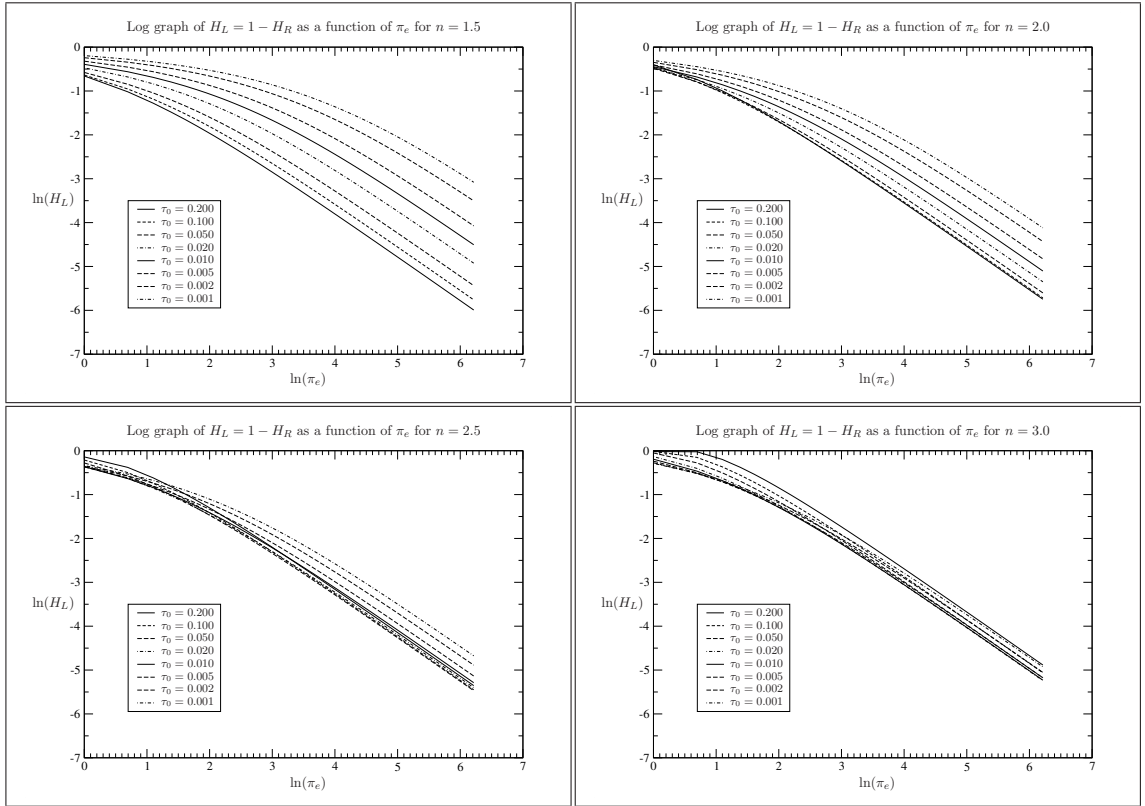 Log graph of H_L = 1 − H_R as a function of π_e for n = 1.5
0
-1
-2
-3
-4
-5
-6
-7
ln(H_L)
τ_0 = 0.200
τ_0 = 0.100
τ_0 = 0.050
τ_0 = 0.020
τ_0 = 0.010
τ_0 = 0.005
τ_0 = 0.002
τ_0 = 0.001
0 1 2 3 4 5 6 7
ln(π_e)
Log graph of H_L = 1 − H_R as a function of π_e for n = 2.0
0
-1
-2
-3
-4
-5
-6
-7
ln(H_L)
τ_0 = 0.200
τ_0 = 0.100
τ_0 = 0.050
τ_0 = 0.020
τ_0 = 0.010
τ_0 = 0.005
τ_0 = 0.002
τ_0 = 0.001
0 1 2 3 4 5 6 7
ln(π_e)
Log graph of H_L = 1 − H_R as a function of π_e for n = 2.5
0
-1
-2
-3
-4
-5
-6
-7
ln(H_L)
τ_0 = 0.200
τ_0 = 0.100
τ_0 = 0.050
τ_0 = 0.020
τ_0 = 0.010
τ_0 = 0.005
τ_0 = 0.002
τ_0 = 0.001
0 1 2 3 4 5 6 7
ln(π_e)
Log graph of H_L = 1 − H_R as a function of π_e for n = 3.0
0
-1
-2
-3
-4
-5
-6
-7
ln(H_L)
τ_0 = 0.200
τ_0 = 0.100
τ_0 = 0.050
τ_0 = 0.020
τ_0 = 0.010
τ_0 = 0.005
τ_0 = 0.002
τ_0 = 0.001
0 1 2 3 4 5 6 7
ln(π_e)